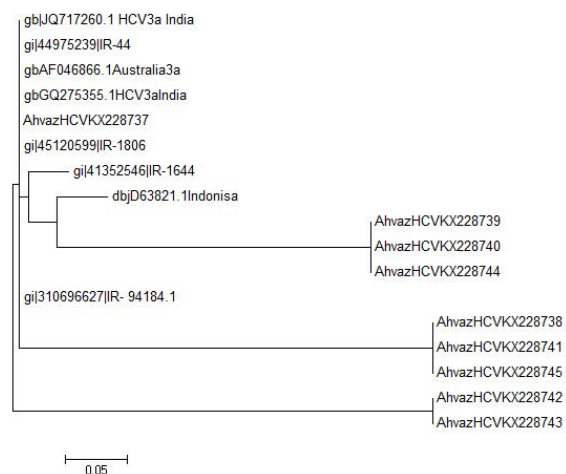 gb|JQ717260.1 HCV3a India
gi|44975239|IR-44
gbAF046866.1Australia3a
gbGQ275355.1HCV3aIndia
AhvazHCVKX228737
gi|45120599|IR-1806
gi|41352546|IR-1644
dbjD63821.1Indonisa
AhvazHCVKX228739
AhvazHCVKX228740
AhvazHCVKX228744
gi|310696627|IR- 94184.1
AhvazHCVKX228738
AhvazHCVKX228741
AhvazHCVKX228745
AhvazHCVKX228742
AhvazHCVKX228743
0.05